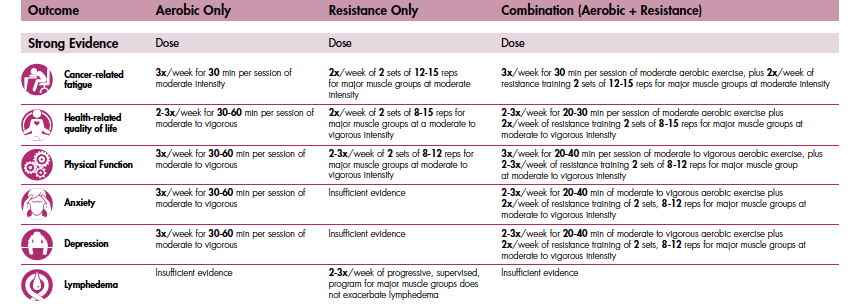 Outcome Aerobic Only Resistance Only Combination (Aerobic + Resistance)
Strong Evidence Dose Dose Dose
Cancer-related
fatigue
3x/week for 30 min per session of
moderate intensity
2x/week of 2 sets of 12-15 reps
for major muscle groups at moderate
intensity
3x/week for 30 min per session of moderate aerobic exercise, plus 2x/week of
resistance training 2 sets of 12-15 reps for major muscle groups at moderate intensity
Health-related
quality of life
2-3x/week for 30-60 min per session of
moderate to vigorous
2x/week of 2 sets of 8-15 reps for
major muscle groups at a moderate to
vigorous intensity
2-3x/week for 20-30 min per session of moderate aerobic exercise plus
2x/week of resistance training 2 sets of 8-15 reps for major muscle groups at
moderate to vigorous intensity
Physical Function
3x/week for 30-60 min per session of
moderate to vigorous
2-3x/week of 2 sets of 8-12 reps for
major muscle groups at moderate to
vigorous intensity
3x/week for 20-40 min per session of moderate to vigorous aerobic exercise, plus
2-3x/week of resistance training 2 sets of 8-12 reps for major muscle group
at moderate to vigorous intensity
Anxiety
3x/week for 30-60 min per session of
moderate to vigorous
Insufficient evidence
2-3x/week for 20-40 min of moderate to vigorous aerobic exercise plus
2x/week of resistance training of 2 sets, 8-12 reps for major muscle groups at
moderate to vigorous intensity
Depression
3x/week for 30-60 min per session of
moderate to vigorous
Insufficient evidence
2-3x/week for 20-40 min of moderate to vigorous aerobic exercise plus
2x/week of resistance training of 2 sets, 8-12 reps for major muscle groups at
moderate to vigorous intensity
Lymphedema
Insufficient evidence
2-3x/week of progressive, supervised,
program for major muscle groups does
not exacerbate lymphedema
Insufficient evidence